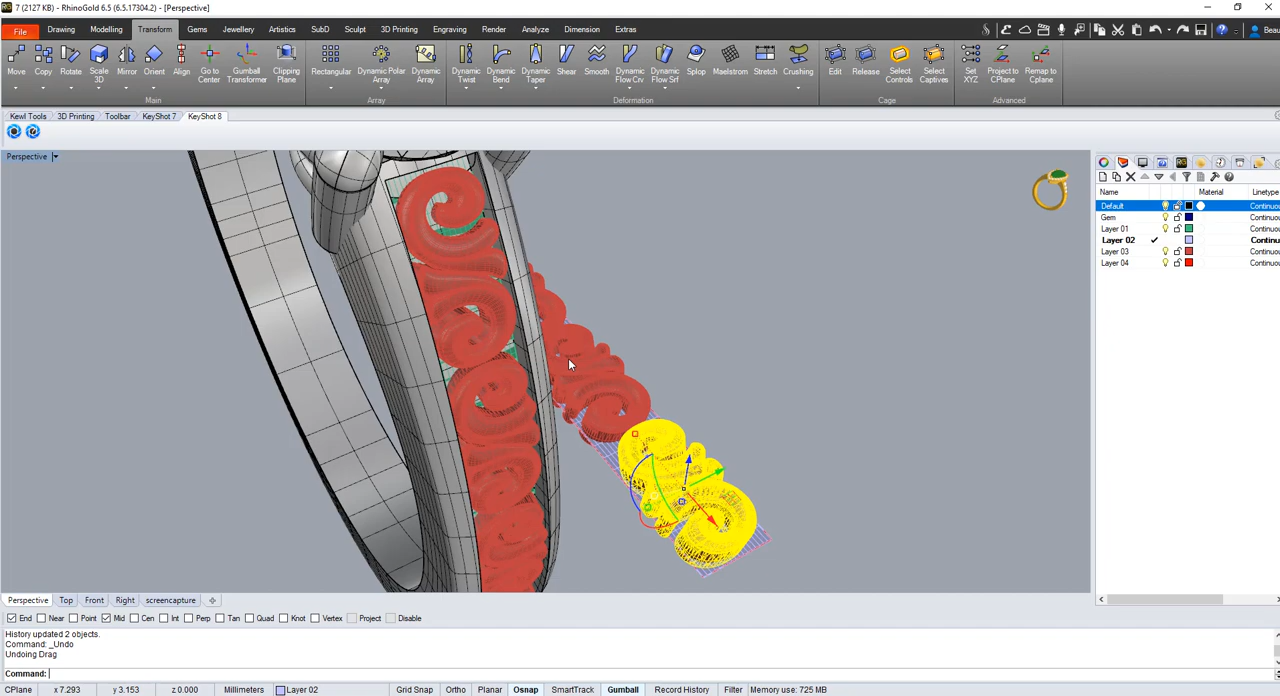 RG 7 (2127 KB) - RhinoGold 6.5 (6.5.17304.2) - [Perspective]
File Drawing Modelling Transform Gems Jewellery Artistics SubD Sculpt 3D Printing Engraving Render Analyze Dimension Extras Beau
Move Copy Rotate Scale 3D Mirror Orient Align Go to Center Gumball Transformer Clipping Plane Rectangular Dynamic Polar Array Dynamic Array Dynamic Twist Dynamic Bend Dynamic Taper Shear Smooth Dynamic Flow Crv Dynamic Flow Srf Splop Maelstrom Stretch Crushing Edit Release Select Controls Select Captives Set XYZ Project to CPlane Remap to Cplane
Main Array Deformation Cage Advanced
Kewl Tools 3D Printing Toolbar KeyShot 7 KeyShot 8
Perspective
Name Material Linetype
Default Continuou
Gem Continuou
Layer 01 Continuou
Layer 02 Continu
Layer 03 Continuou
Layer 04 Continuou
Perspective Top Front Right screencapture
End Near Point Mid Cen Int Perp Tan Quad Knot Vertex Project Disable
History updated 2 objects.
Command: _Undo
Undoing Drag
Command:
CPlane x 7.293 y 3.153 z 0.000 Millimeters Layer 02 Grid Snap Ortho Planar Osnap SmartTrack Gumball Record History Filter Memory use: 725 MB